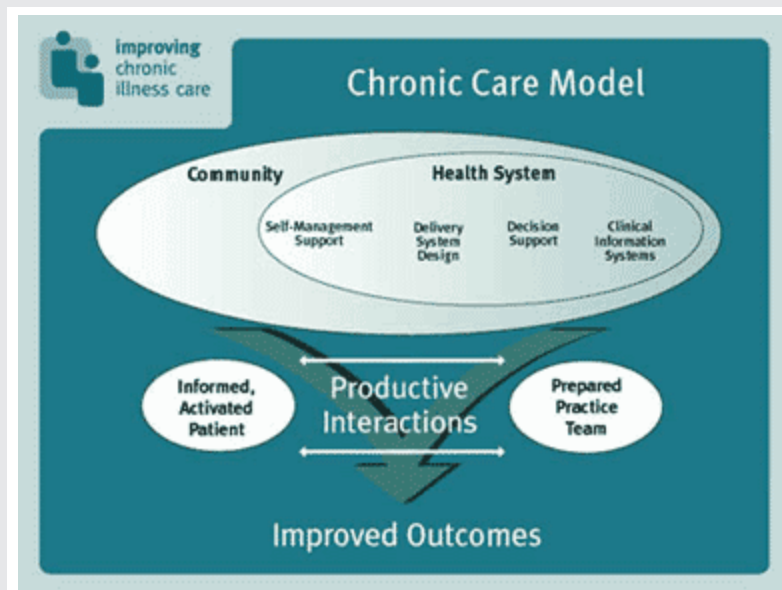 improving
chronic
illness care
Chronic Care Model
Community
Health System
Self-Management
Support
Delivery
System
Design
Decision
Support
Clinical
Information
Systems
Informed,
Activated
Patient
Productive
Interactions
Prepared
Practice
Team
Improved Outcomes